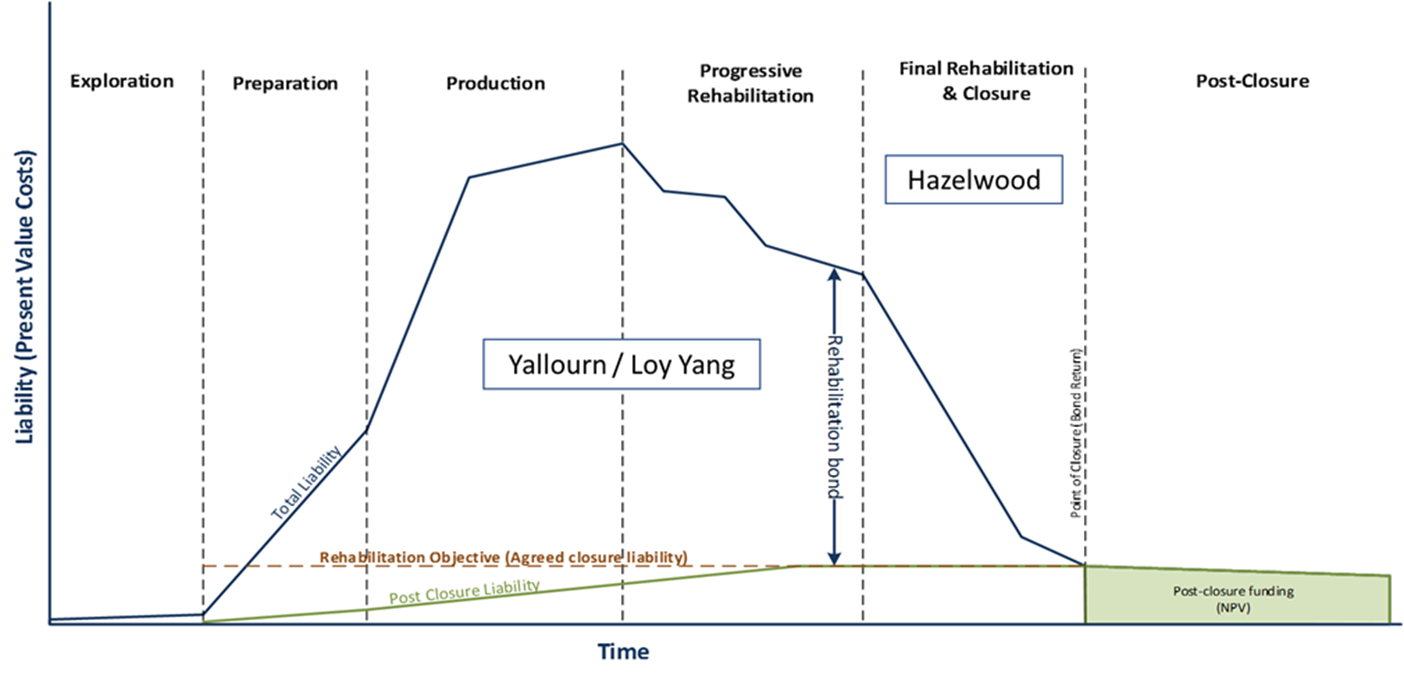 Exploration
Preparation
Production
Progressive
Rehabilitation
Final Rehabilitation
& Closure
Post-Closure
Hazelwood
Yallourn / Loy Yang
Liability (Present Value Costs)
Total Liability
Rehabilitation bond
Point of Closure (Bond Return)
Rehabilitation Objective (Agreed closure liability)
Post Closure Liability
Post-closure funding
(NPV)
Time